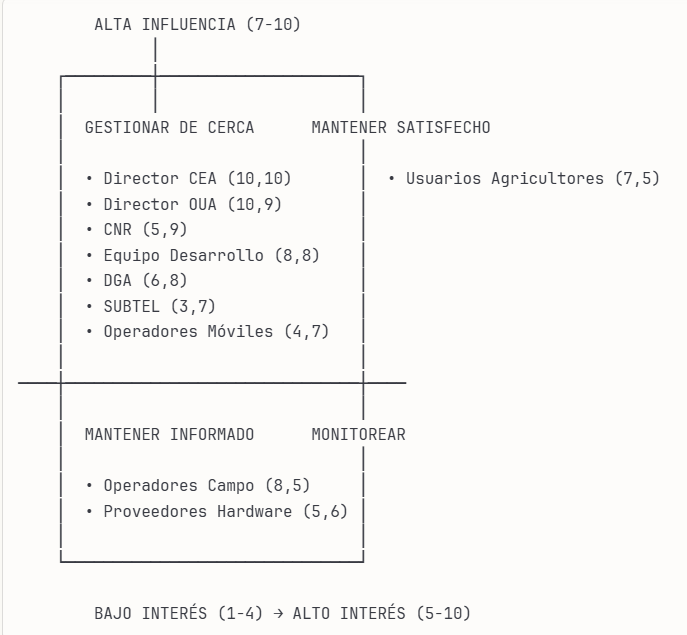 ALTA INFLUENCIA (7-10)
GESTIONAR DE CERCA MANTENER SATISFECHO
• Director CEA (10,10) • Usuarios Agricultores (7,5)
• Director OUA (10,9)
• CNR (5,9)
• Equipo Desarrollo (8,8)
• DGA (6,8)
• SUBTEL (3,7)
• Operadores Móviles (4,7)
MANTENER INFORMADO MONITOREAR
• Operadores Campo (8,5)
• Proveedores Hardware (5,6)
BAJO INTERÉS (1-4) → ALTO INTERÉS (5-10)